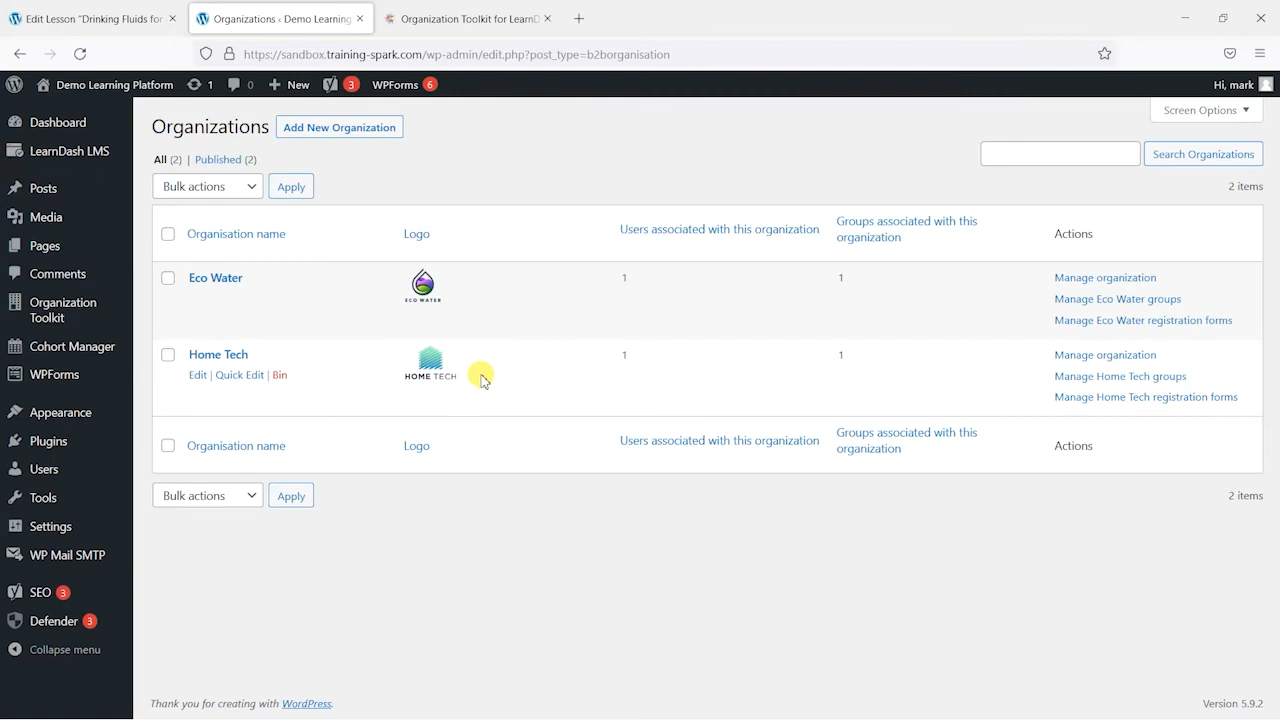 Edit Lesson "Drinking Fluids for
Organizations ‹ Demo Learning
Organization Toolkit for LearnD
https://sandbox.training-spark.com/wp-admin/edit.php?post_type=b2borganisation
Demo Learning Platform
1
0
New
3
WPForms
6
Hi, mark
Dashboard
LearnDash LMS
Posts
Media
Pages
Comments
Organization
Toolkit
Cohort Manager
WPForms
Appearance
Plugins
Users
Tools
Settings
WP Mail SMTP
SEO 3
Defender 3
Collapse menu
Organizations
Add New Organization
Screen Options
All (2) | Published (2)
Search Organizations
Bulk actions
Apply
2 items
Organisation name
Logo
Users associated with this organization
Groups associated with this
organization
Actions
Eco Water
ECO WATER
1
1
Manage organization
Manage Eco Water groups
Manage Eco Water registration forms
Home Tech
Edit | Quick Edit | Bin
HOME TECH
1
1
Manage organization
Manage Home Tech groups
Manage Home Tech registration forms
Organisation name
Logo
Users associated with this organization
Groups associated with this
organization
Actions
Bulk actions
Apply
2 items
Thank you for creating with WordPress.
Version 5.9.2